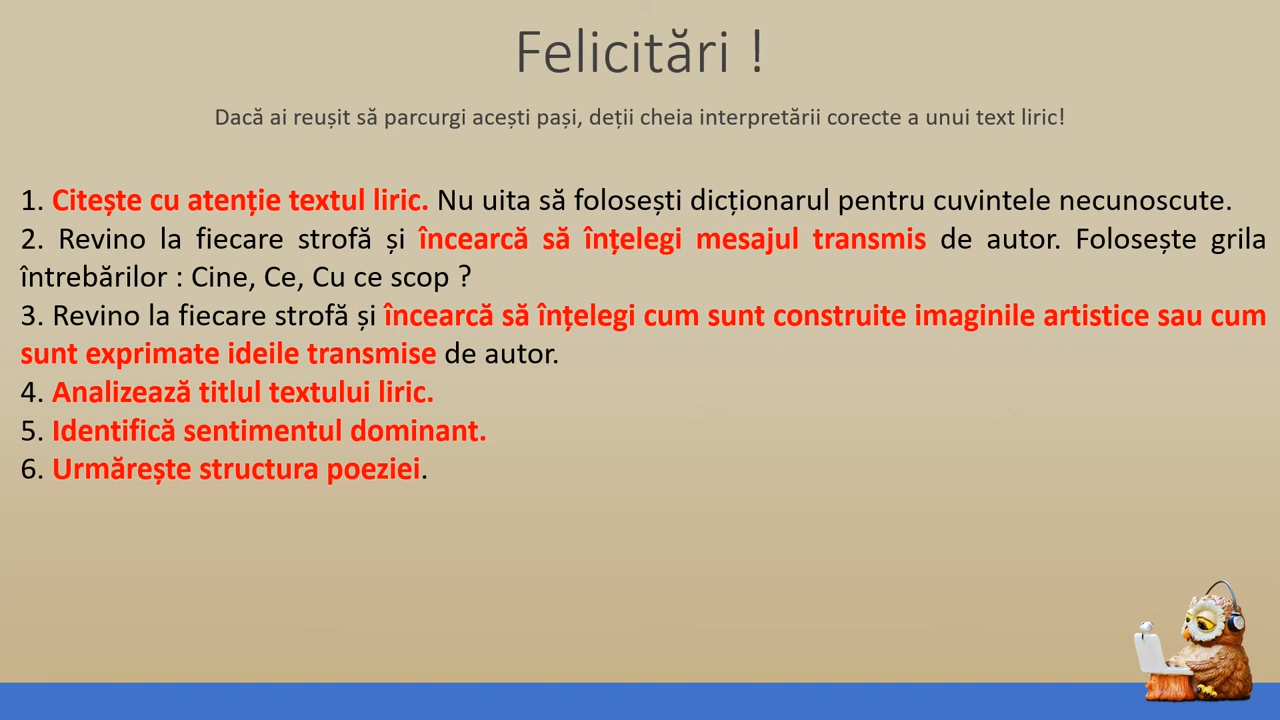 Felicitări !
Dacă ai reușit să parcurgi acești pași, deții cheia interpretării corecte a unui text liric!
1. Citește cu atenție textul liric. Nu uita să folosești dicționarul pentru cuvintele necunoscute.
2. Revino la fiecare strofă și încearcă să înțelegi mesajul transmis de autor. Folosește grila
întrebărilor : Cine, Ce, Cu ce scop ?
3. Revino la fiecare strofă și încearcă să înțelegi cum sunt construite imaginile artistice sau cum
sunt exprimate ideile transmise de autor.
4. Analizează titlul textului liric.
5. Identifică sentimentul dominant.
6. Urmărește structura poeziei.